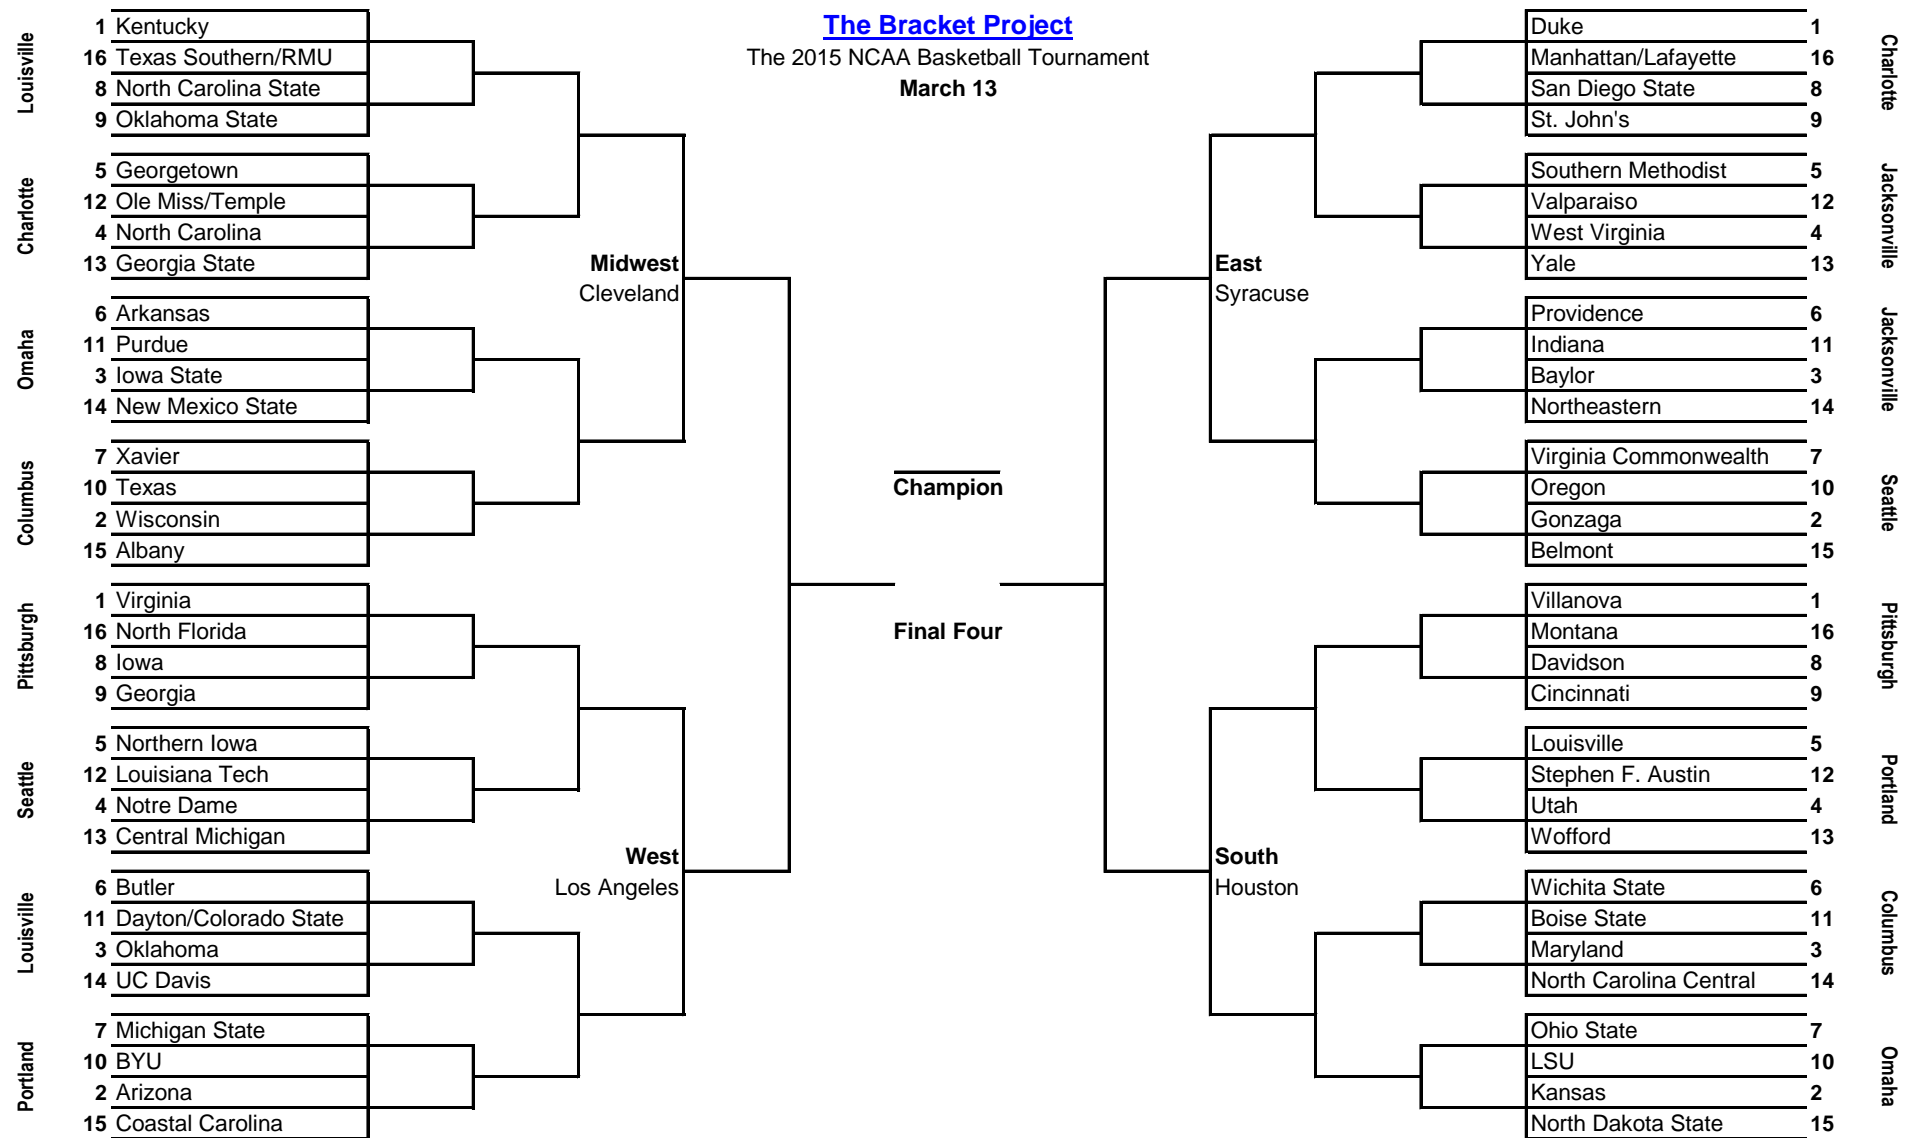 The Bracket Project
The 2015 NCAA Basketball Tournament
March 13
Louisville
1 Kentucky
16 Texas Southern/RMU
8 North Carolina State
9 Oklahoma State
Charlotte
5 Georgetown
12 Ole Miss/Temple
4 North Carolina
13 Georgia State
Midwest
Cleveland
Omaha
6 Arkansas
11 Purdue
3 Iowa State
14 New Mexico State
Columbus
7 Xavier
10 Texas
2 Wisconsin
15 Albany
Pittsburgh
1 Virginia
16 North Florida
8 Iowa
9 Georgia
Seattle
5 Northern Iowa
12 Louisiana Tech
4 Notre Dame
13 Central Michigan
West
Los Angeles
Louisville
6 Butler
11 Dayton/Colorado State
3 Oklahoma
14 UC Davis
Portland
7 Michigan State
10 BYU
2 Arizona
15 Coastal Carolina
Champion
Final Four
Duke 1
Manhattan/Lafayette 16
San Diego State 8
St. John's 9
Charlotte
Southern Methodist 5
Valparaiso 12
West Virginia 4
Yale 13
Jacksonville
East
Syracuse
Providence 6
Indiana 11
Baylor 3
Northeastern 14
Jacksonville
Virginia Commonwealth 7
Oregon 10
Gonzaga 2
Belmont 15
Seattle
Villanova 1
Montana 16
Davidson 8
Cincinnati 9
Pittsburgh
Louisville 5
Stephen F. Austin 12
Utah 4
Wofford 13
Portland
South
Houston
Wichita State 6
Boise State 11
Maryland 3
North Carolina Central 14
Columbus
Ohio State 7
LSU 10
Kansas 2
North Dakota State 15
Omaha